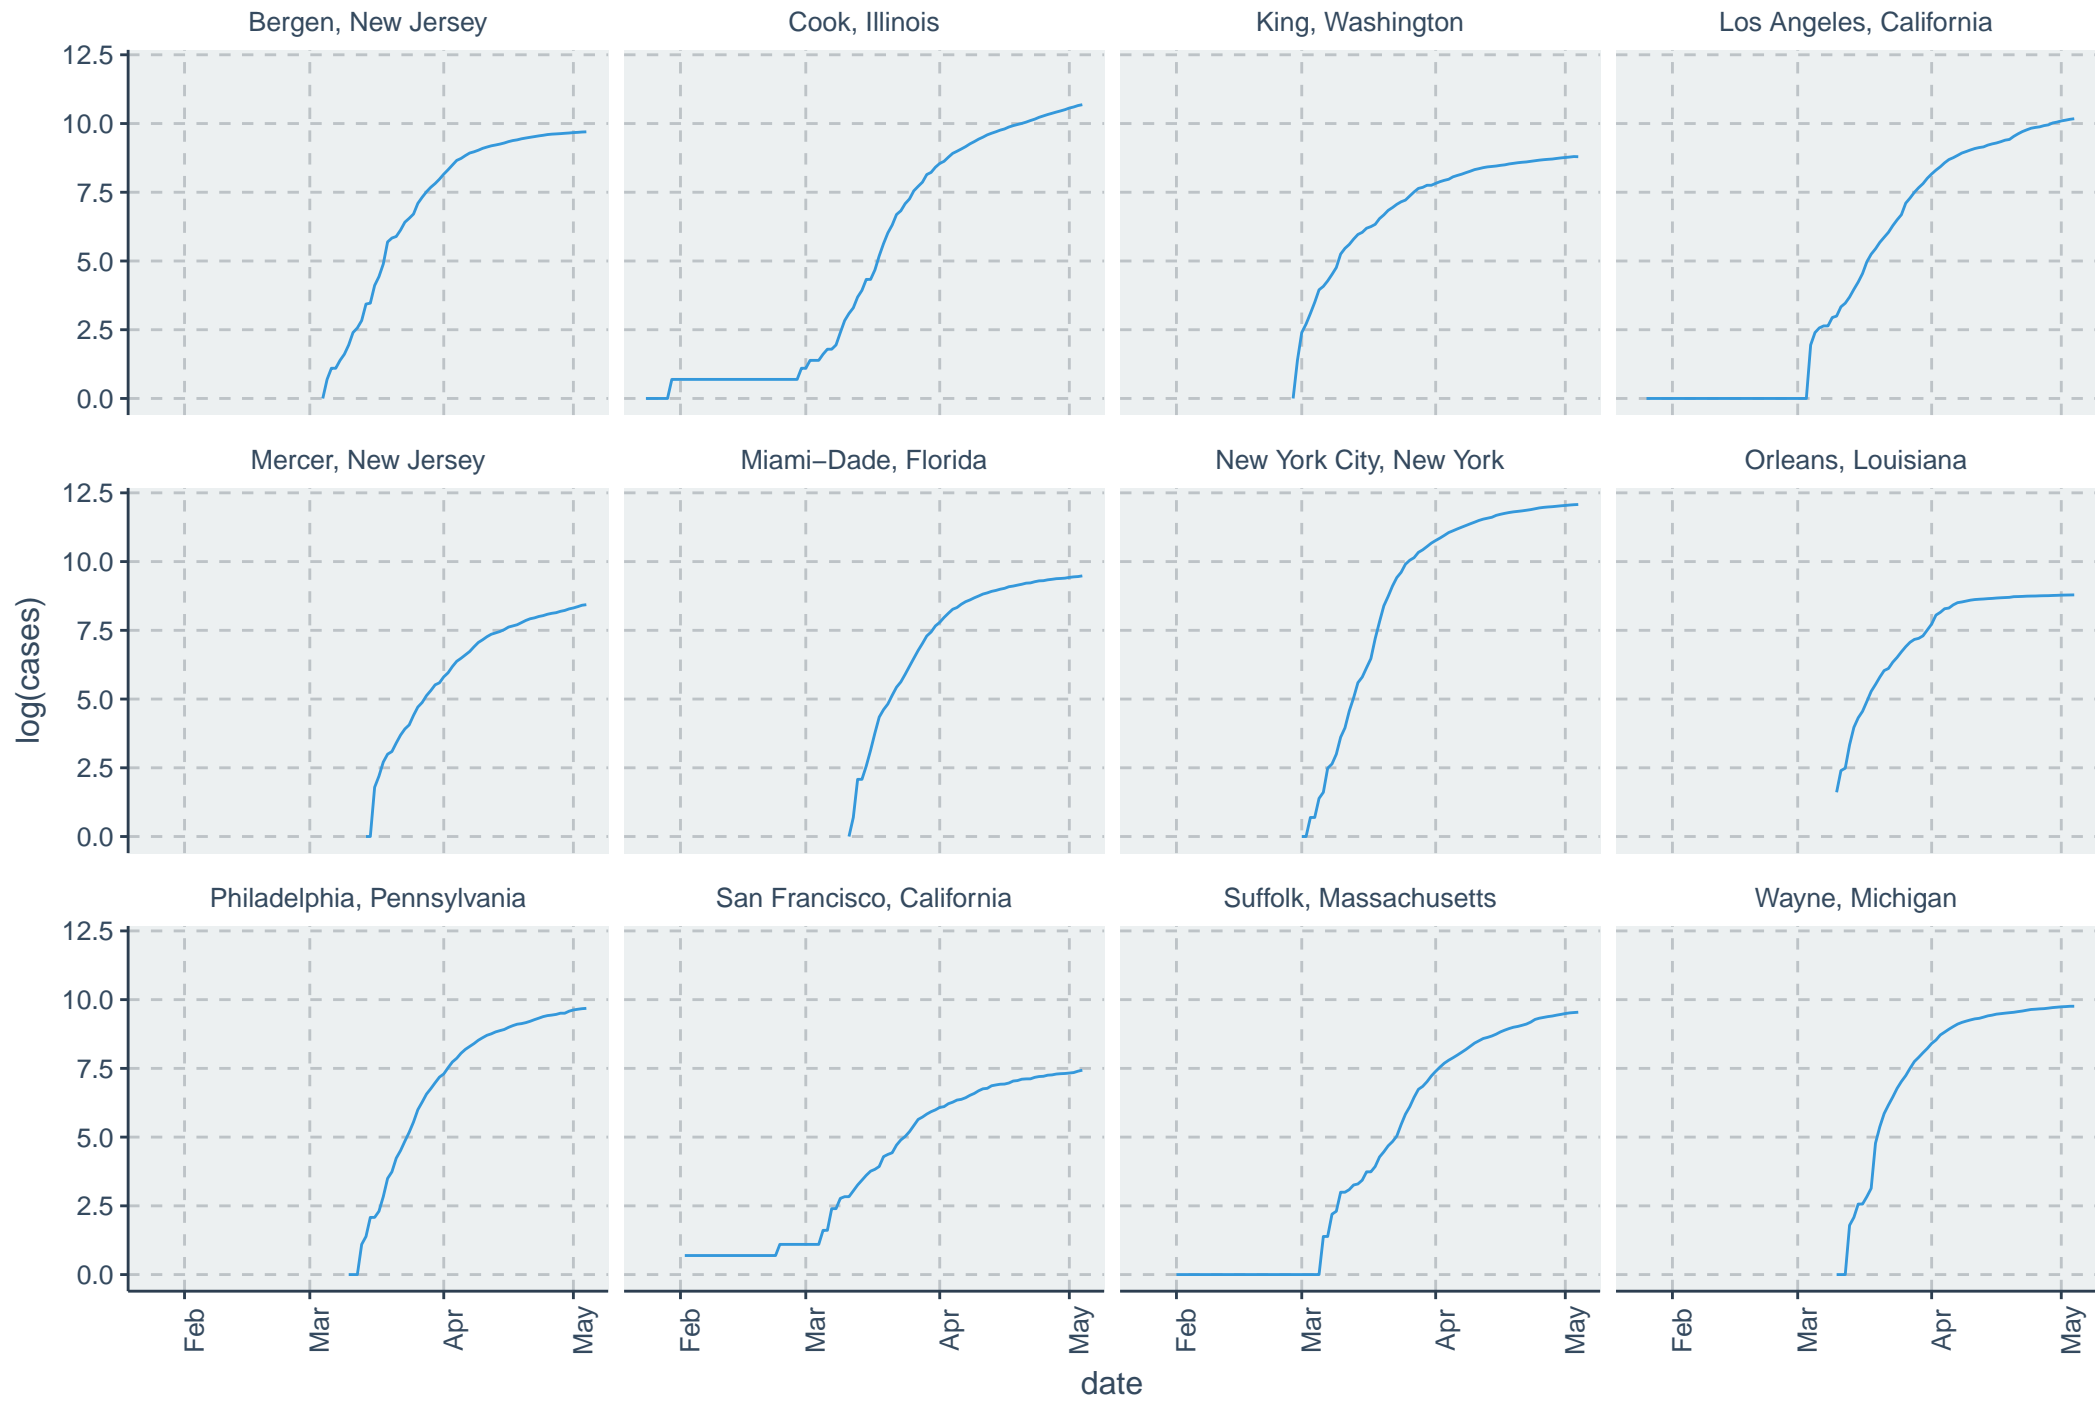 Bergen, New Jersey
Cook, Illinois
King, Washington
Los Angeles, California
12.5
10.0
7.5
5.0
2.5
0.0
Mercer, New Jersey
Miami−Dade, Florida
New York City, New York
Orleans, Louisiana
12.5
10.0
7.5
5.0
2.5
0.0
log(cases)
Philadelphia, Pennsylvania
San Francisco, California
Suffolk, Massachusetts
Wayne, Michigan
12.5
10.0
7.5
5.0
2.5
0.0
Feb
Mar
Apr
May
Feb
Mar
Apr
May
Feb
Mar
Apr
May
Feb
Mar
Apr
May
date